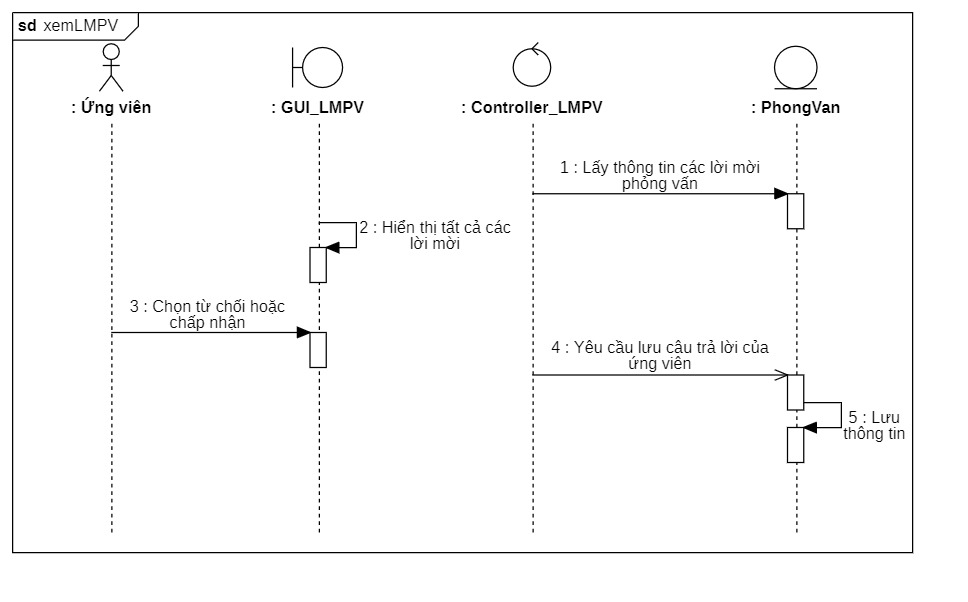 sd xemLMPV
: Ứng viên
: GUI_LMPV
: Controller_LMPV
: PhongVan
1 : Lấy thông tin các lời mời
phỏng vấn
2 : Hiển thị tất cả các
lời mời
3 : Chọn từ chối hoặc
chấp nhận
4 : Yêu cầu lưu câu trả lời của
ứng viên
5 : Lưu
thông tin